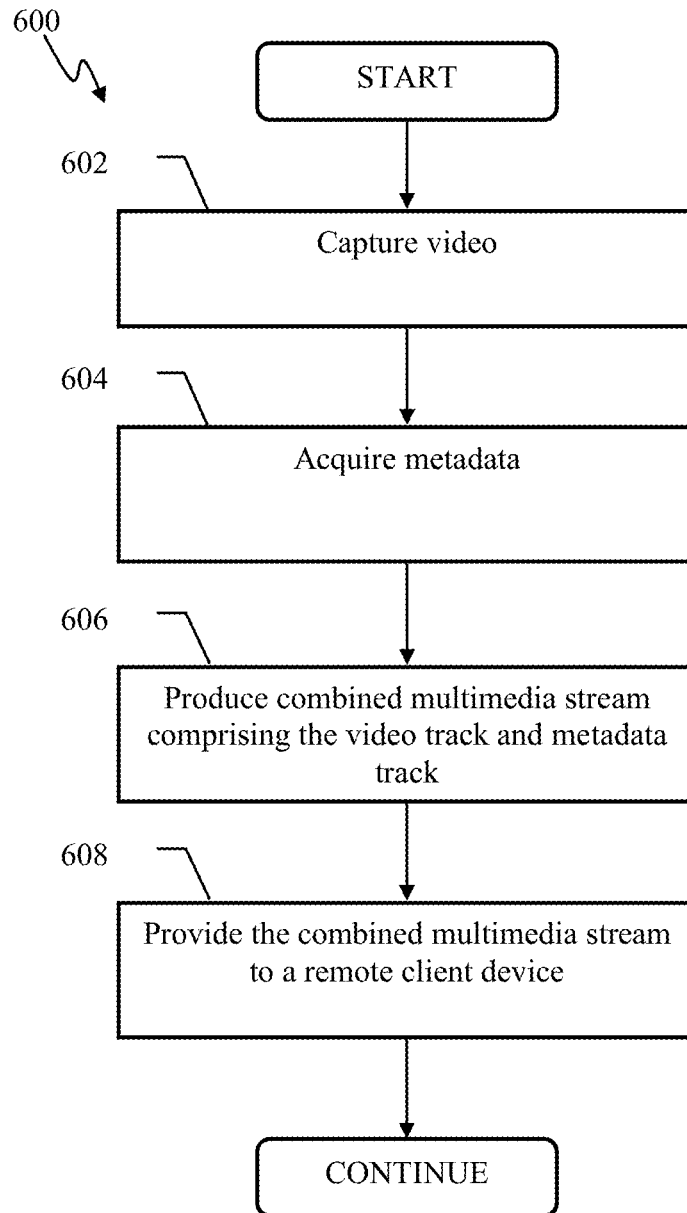 600
START
602
Capture video
604
Acquire metadata
606
Produce combined multimedia stream
comprising the video track and metadata
track
608
Provide the combined multimedia stream
to a remote client device
CONTINUE